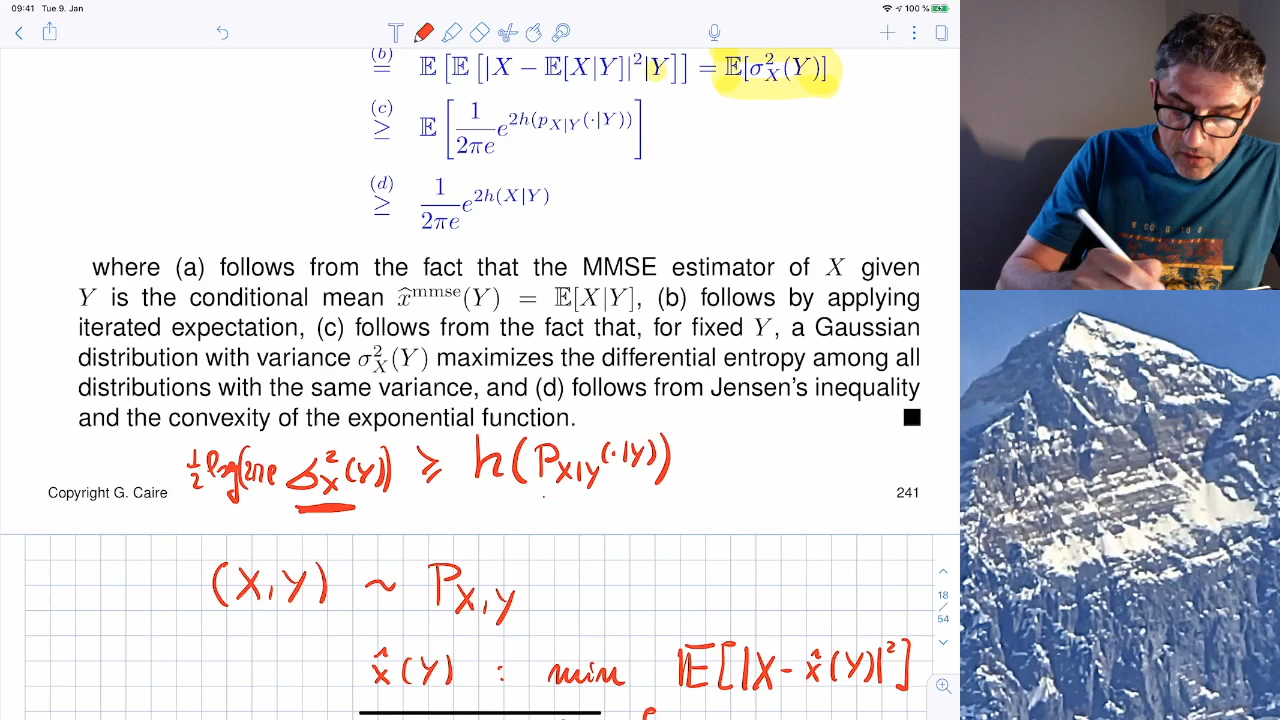 09:41 Tue 9. Jan
100 %
T
(b) = 𝔼 [𝔼 [|X − 𝔼[X|Y]|²|Y]] = 𝔼[σ²_X(Y)]
(c) ≥ 𝔼 [ 1/(2πe) e^{2h(p_{X|Y}(·|Y))} ]
(d) ≥ 1/(2πe) e^{2h(X|Y)}
where (a) follows from the fact that the MMSE estimator of X given
Y is the conditional mean x̂^{mmse}(Y) = 𝔼[X|Y], (b) follows by applying
iterated expectation, (c) follows from the fact that, for fixed Y, a Gaussian
distribution with variance σ²_X(Y) maximizes the differential entropy among all
distributions with the same variance, and (d) follows from Jensen's inequality
and the convexity of the exponential function. ■
½ log(2πe σ²_X(Y)) ≥ h(P_{X|Y}(·|Y))
Copyright G. Caire 241
(X,Y) ~ P_{X,Y}
18 / 54
x̂(Y) : min 𝔼[|X - x̂(Y)|²]